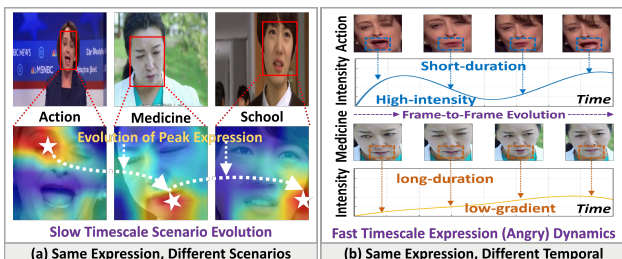 MSNBC
Action
Medicine
School
Evolution of Peak Expression
Slow Timescale Scenario Evolution
(a) Same Expression, Different Scenarios
Action
Intensity
Short-duration
High-intensity
Time
Frame-to-Frame Evolution
Medicine
Intensity
long-duration
low-gradient
Time
Fast Timescale Expression (Angry) Dynamics
(b) Same Expression, Different Temporal